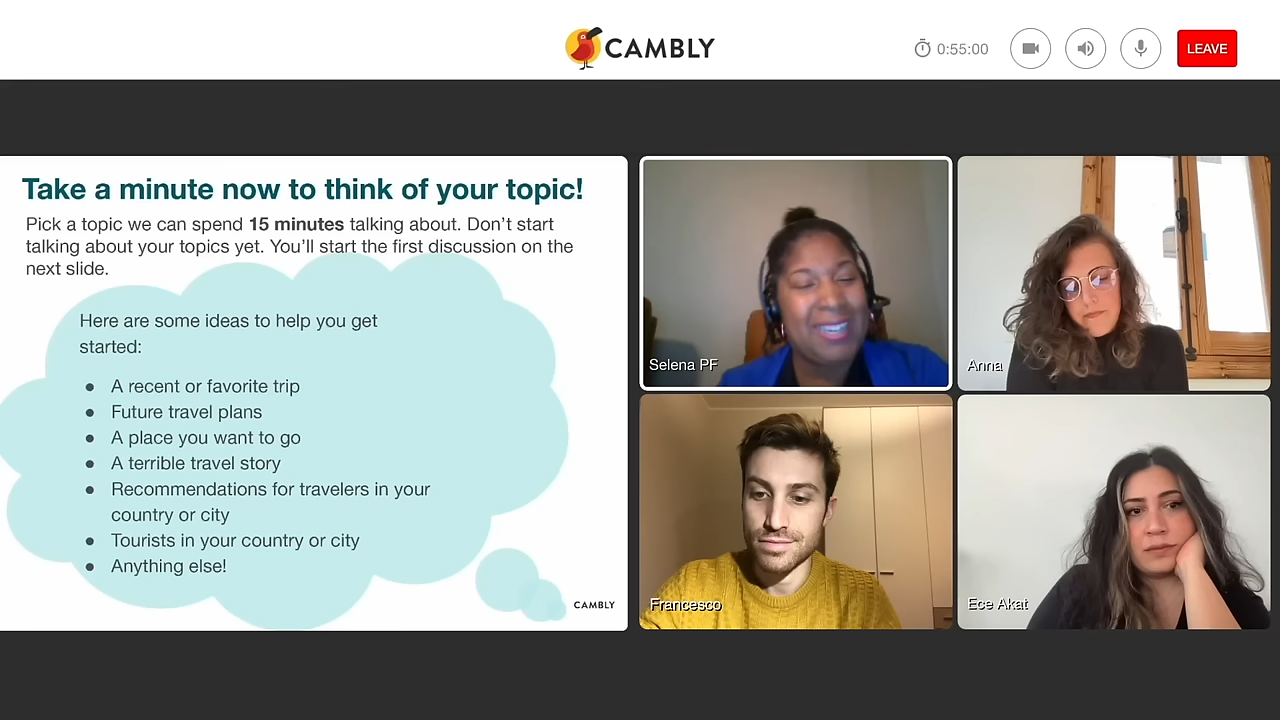 CAMBLY
0:55:00
LEAVE
Take a minute now to think of your topic!
Pick a topic we can spend 15 minutes talking about. Don't start
talking about your topics yet. You'll start the first discussion on the
next slide.
Here are some ideas to help you get
started:
● A recent or favorite trip
● Future travel plans
● A place you want to go
● A terrible travel story
● Recommendations for travelers in your
country or city
● Tourists in your country or city
● Anything else!
CAMBLY
Selena PF
Anna
Francesco
Ece Akat